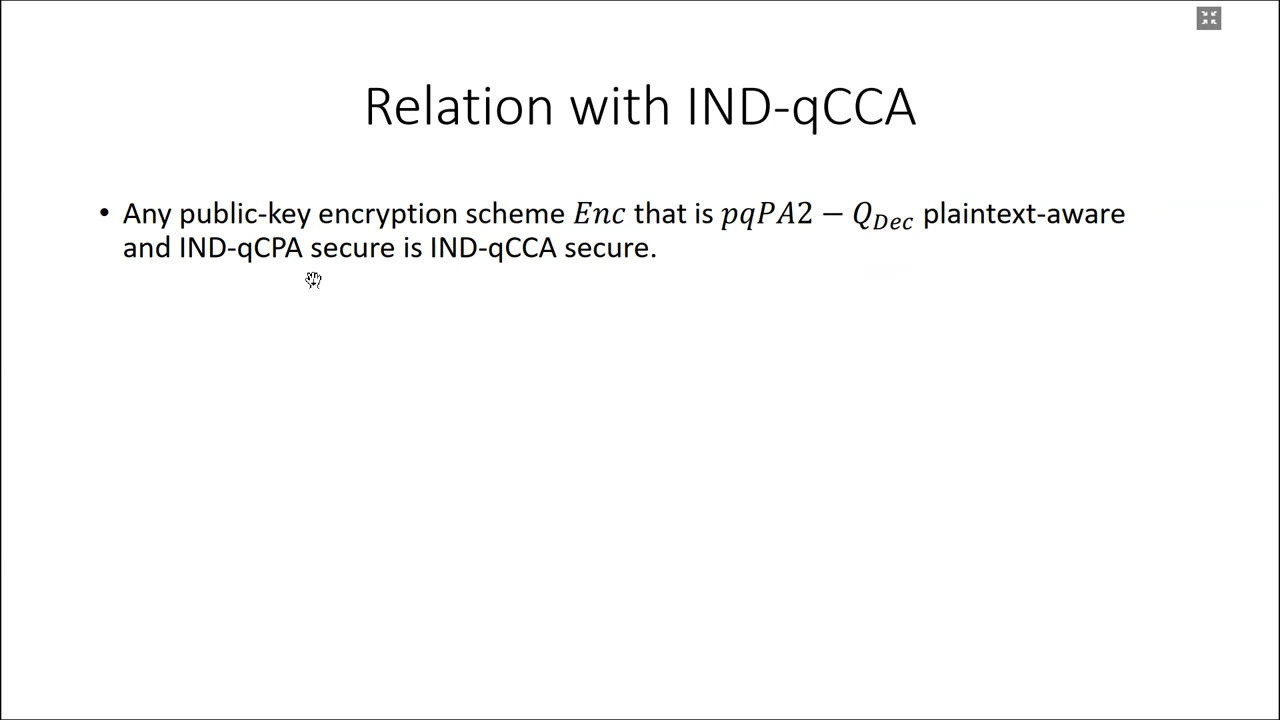 Relation with IND-qCCA
• Any public-key encryption scheme Enc that is pqPA2 − Q_Dec plaintext-aware
and IND-qCPA secure is IND-qCCA secure.